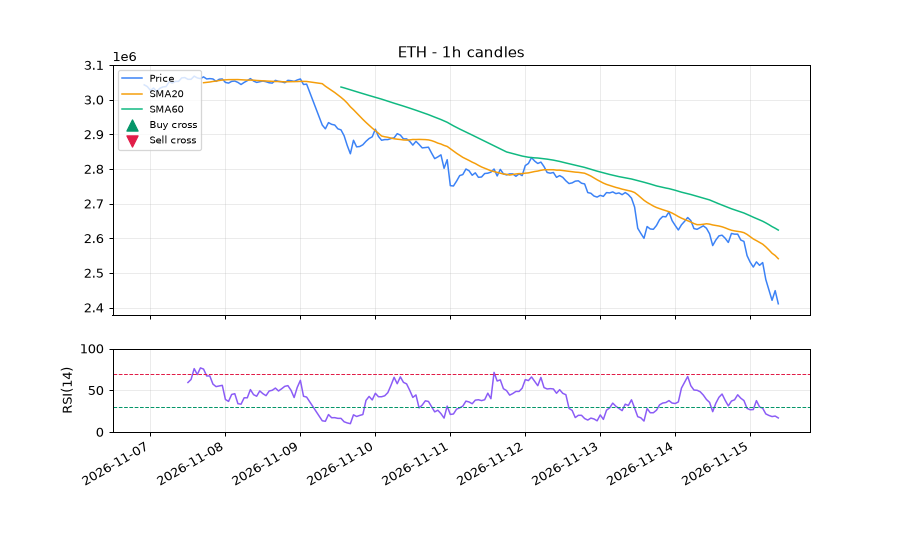 ETH - 1h candles
1e6
3.1
3.0
2.9
2.8
2.7
2.6
2.5
2.4
Price
SMA20
SMA60
Buy cross
Sell cross
100
50
0
RSI(14)
2026-11-07
2026-11-08
2026-11-09
2026-11-10
2026-11-11
2026-11-12
2026-11-13
2026-11-14
2026-11-15